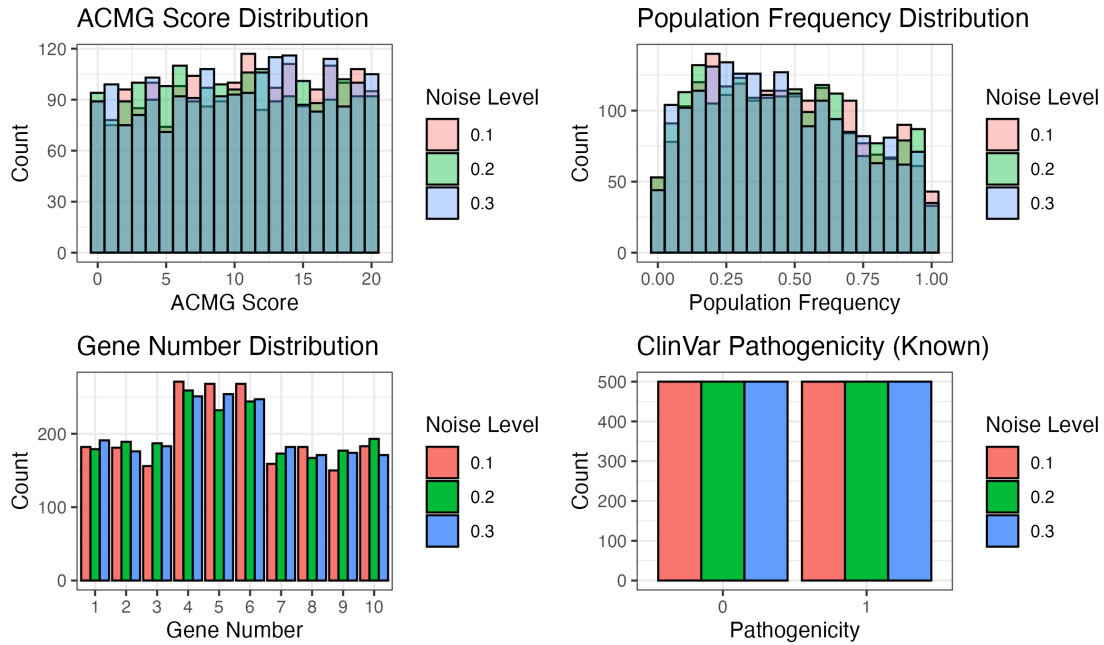 ACMG Score Distribution
120
90
60
30
0
Count
0 5 10 15 20
ACMG Score
Noise Level
0.1
0.2
0.3
Population Frequency Distribution
100
50
0
Count
0.00 0.25 0.50 0.75 1.00
Population Frequency
Noise Level
0.1
0.2
0.3
Gene Number Distribution
200
100
0
Count
1 2 3 4 5 6 7 8 9 10
Gene Number
Noise Level
0.1
0.2
0.3
ClinVar Pathogenicity (Known)
500
400
300
200
100
0
Count
0 1
Pathogenicity
Noise Level
0.1
0.2
0.3